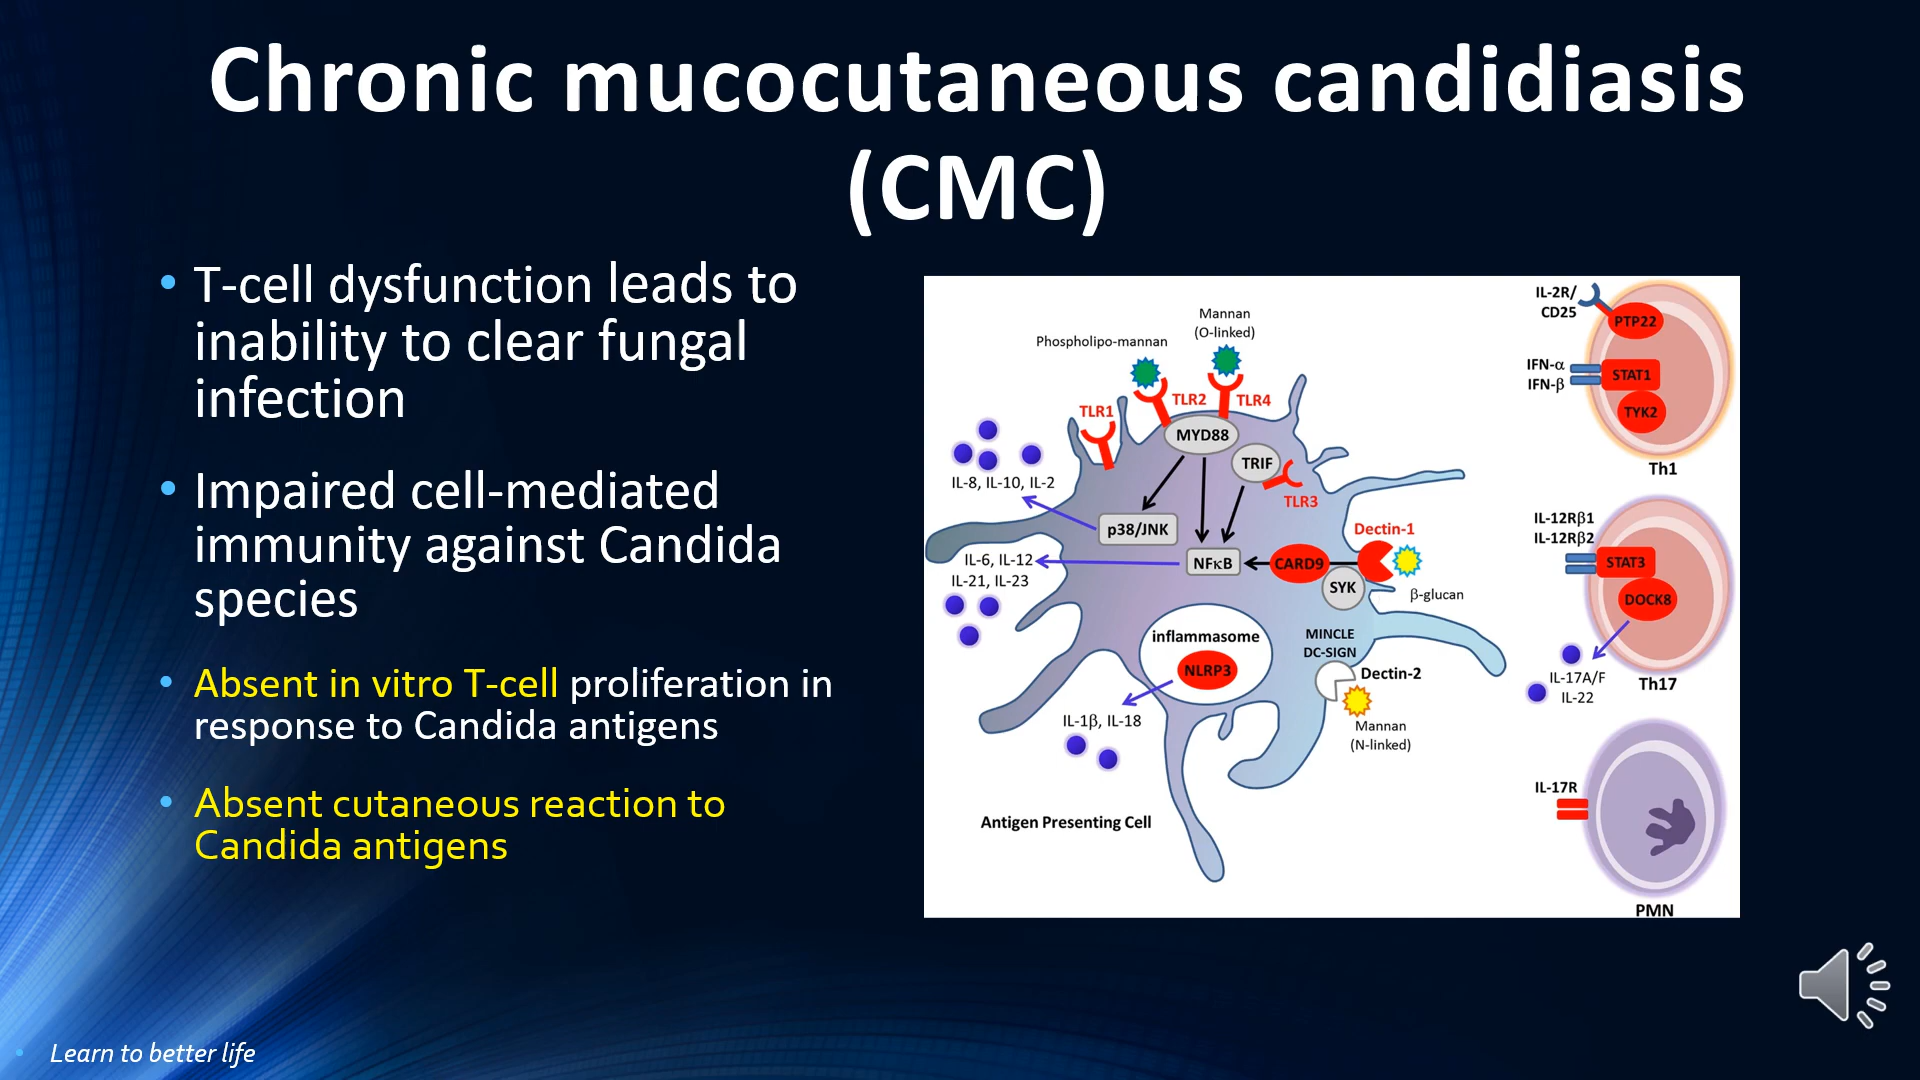 Chronic mucocutaneous candidiasis
(CMC)
• T-cell dysfunction leads to
inability to clear fungal
infection
• Impaired cell-mediated
immunity against Candida
species
• Absent in vitro T-cell proliferation in
response to Candida antigens
• Absent cutaneous reaction to
Candida antigens
Mannan
(O-linked)
Phospholipo-mannan
TLR1
TLR2
TLR4
MYD88
TRIF
TLR3
IL-8, IL-10, IL-2
p38/JNK
Dectin-1
IL-6, IL-12
IL-21, IL-23
NFκB
CARD9
SYK
β-glucan
inflammasome
NLRP3
MINCLE
DC-SIGN
Dectin-2
IL-1β, IL-18
Mannan
(N-linked)
Antigen Presenting Cell
IL-2R/
CD25
PTP22
IFN-α
IFN-β
STAT1
TYK2
Th1
IL-12Rβ1
IL-12Rβ2
STAT3
DOCK8
IL-17A/F
IL-22
Th17
IL-17R
PMN
• Learn to better life